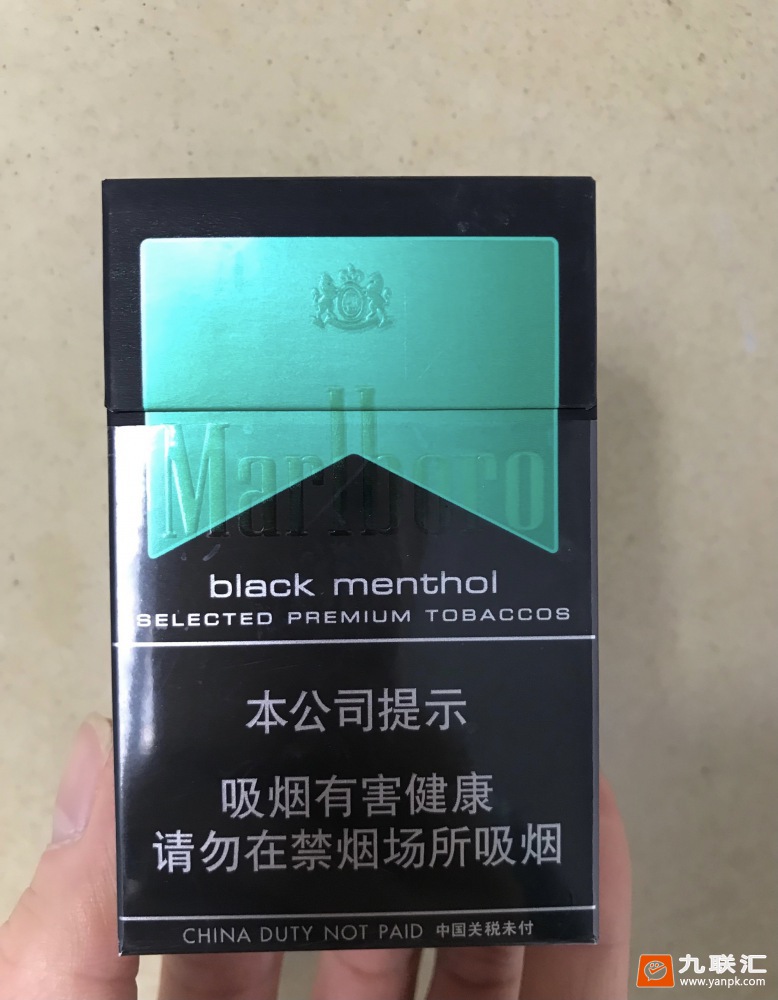 Marlboro
black menthol
SELECTED PREMIUM TOBACCOS
本公司提示
吸烟有害健康
请勿在禁烟场所吸烟
CHINA DUTY NOT PAID 中国关税未付
九联汇
www.yanpk.com